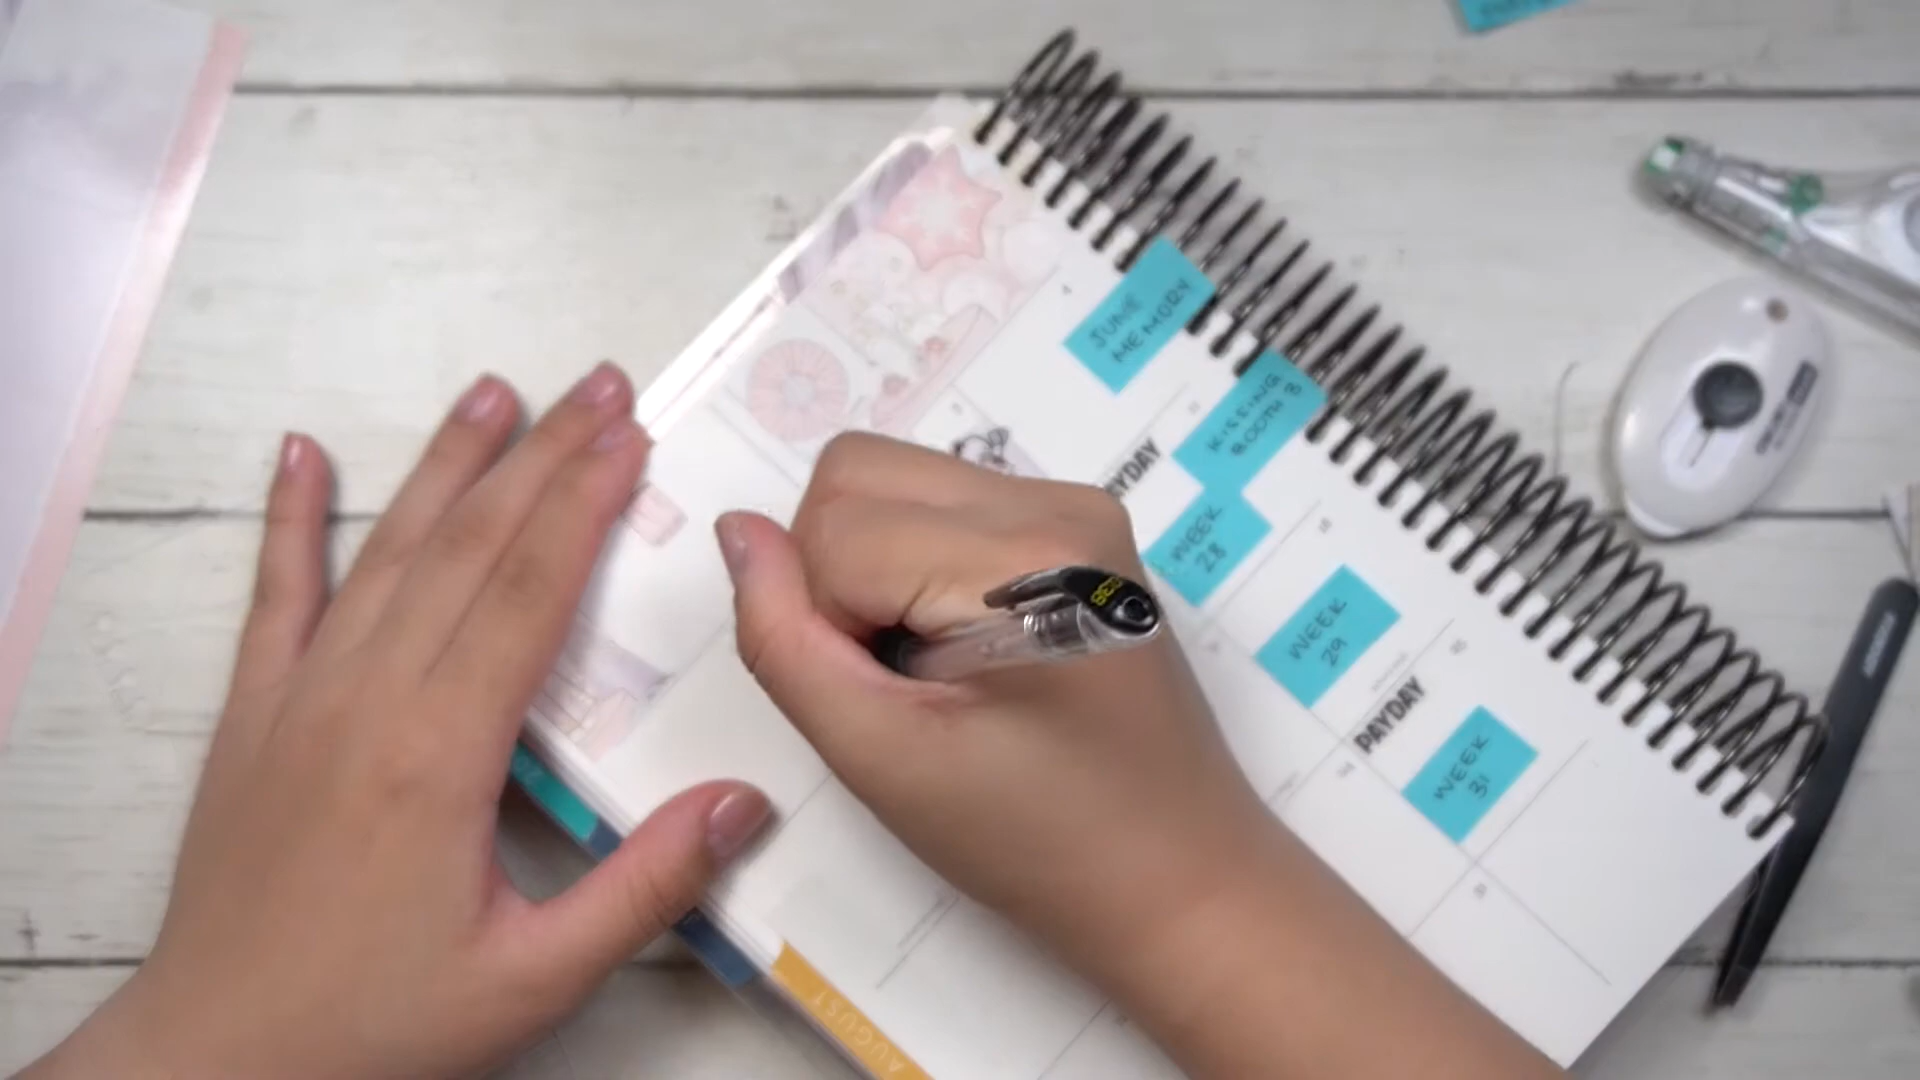 JUNE
MEMORY
KISSING
BOOTH 3
PAYDAY
WEEK
28
WEEK
29
PAYDAY
WEEK
31
AUGUST